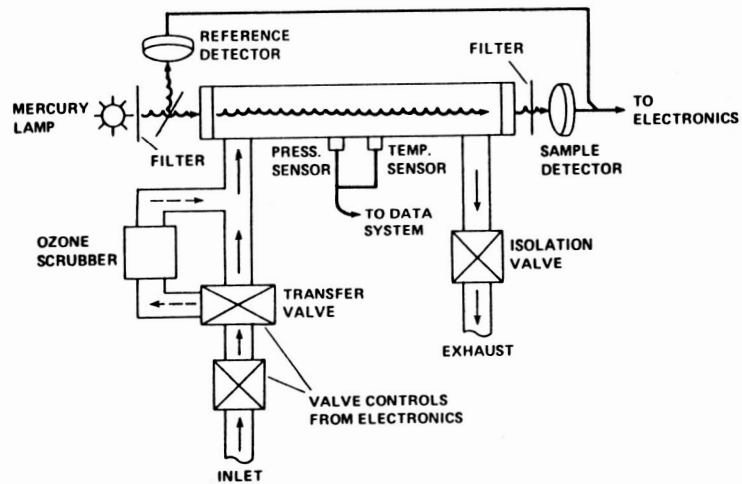 REFERENCE
DETECTOR
FILTER
MERCURY
LAMP
FILTER
PRESS.
SENSOR
TEMP.
SENSOR
TO
ELECTRONICS
SAMPLE
DETECTOR
TO DATA
SYSTEM
OZONE
SCRUBBER
ISOLATION
VALVE
TRANSFER
VALVE
EXHAUST
VALVE CONTROLS
FROM ELECTRONICS
INLET